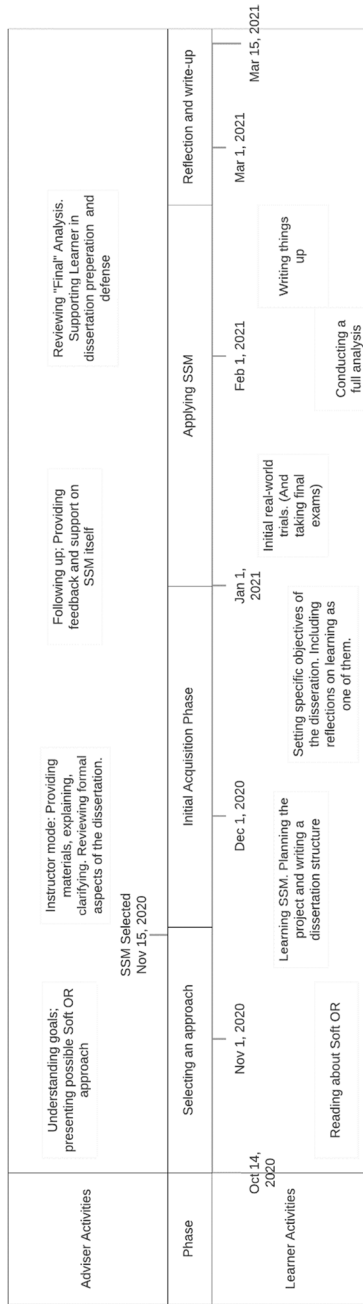 Adviser Activities
Understanding goals;
presenting possible Soft OR
approach
Instructor mode: Providing
materials, explaining,
clarifying. Reviewing formal
aspects of the dissertation.
Following up; Providing
feedback and support on
SSM itself
Reviewing "Final" Analysis.
Supporting Learner in
dissertation preperation and
defense
SSM Selected
Nov 15, 2020
Phase
Selecting an approach
Initial Acquisition Phase
Applying SSM
Reflection and write-up
Oct 14,
2020
Nov 1, 2020
Dec 1, 2020
Jan 1,
2021
Feb 1, 2021
Mar 1, 2021
Mar 15, 2021
Learner Activities
Reading about Soft OR
Learning SSM. Planning the
project and writing a
dissertation structure
Setting specific objectives of
the disseration. Including
reflections on learning as
one of them.
Initial real-world
trials. (And
taking final
exams)
Conducting a
full analysis
Writing things
up